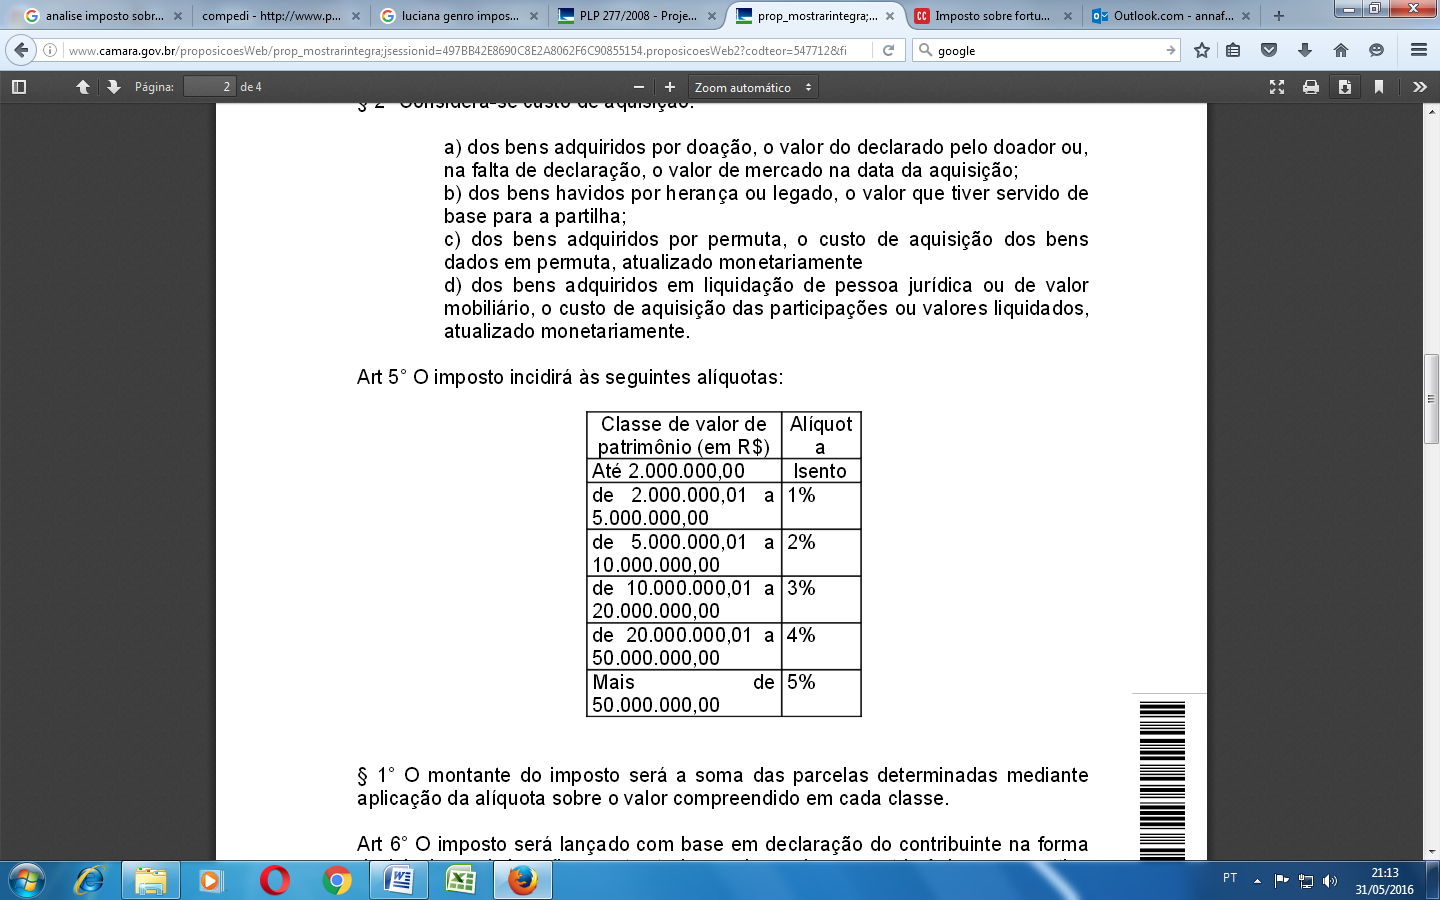 analise imposto sobr...
compedi - http://www.p...
luciana genro impos...
PLP 277/2008 - Proje...
prop_mostrarintegra;...
Imposto sobre fortu...
Outlook.com - annaf...
www.camara.gov.br/proposicoesWeb/prop_mostrarintegra;jsessionid=497BB42E8690C8E2A8062F6C90855154.proposicoesWeb2?codteor=547712&fi
google
Página: 2 de 4
Zoom automático
§ 2° Considera-se custo de aquisição:
a) dos bens adquiridos por doação, o valor do declarado pelo doador ou,
na falta de declaração, o valor de mercado na data da aquisição;
b) dos bens havidos por herança ou legado, o valor que tiver servido de
base para a partilha;
c) dos bens adquiridos por permuta, o custo de aquisição dos bens
dados em permuta, atualizado monetariamente
d) dos bens adquiridos em liquidação de pessoa jurídica ou de valor
mobiliário, o custo de aquisição das participações ou valores liquidados,
atualizado monetariamente.
Art 5° O imposto incidirá às seguintes alíquotas:
Classe de valor de
patrimônio (em R$)
Alíquot
a
Até 2.000.000,00
Isento
de 2.000.000,01 a
5.000.000,00
1%
de 5.000.000,01 a
10.000.000,00
2%
de 10.000.000,01 a
20.000.000,00
3%
de 20.000.000,01 a
50.000.000,00
4%
Mais de
50.000.000,00
5%
§ 1° O montante do imposto será a soma das parcelas determinadas mediante
aplicação da alíquota sobre o valor compreendido em cada classe.
Art 6° O imposto será lançado com base em declaração do contribuinte na forma
PT
21:13
31/05/2016